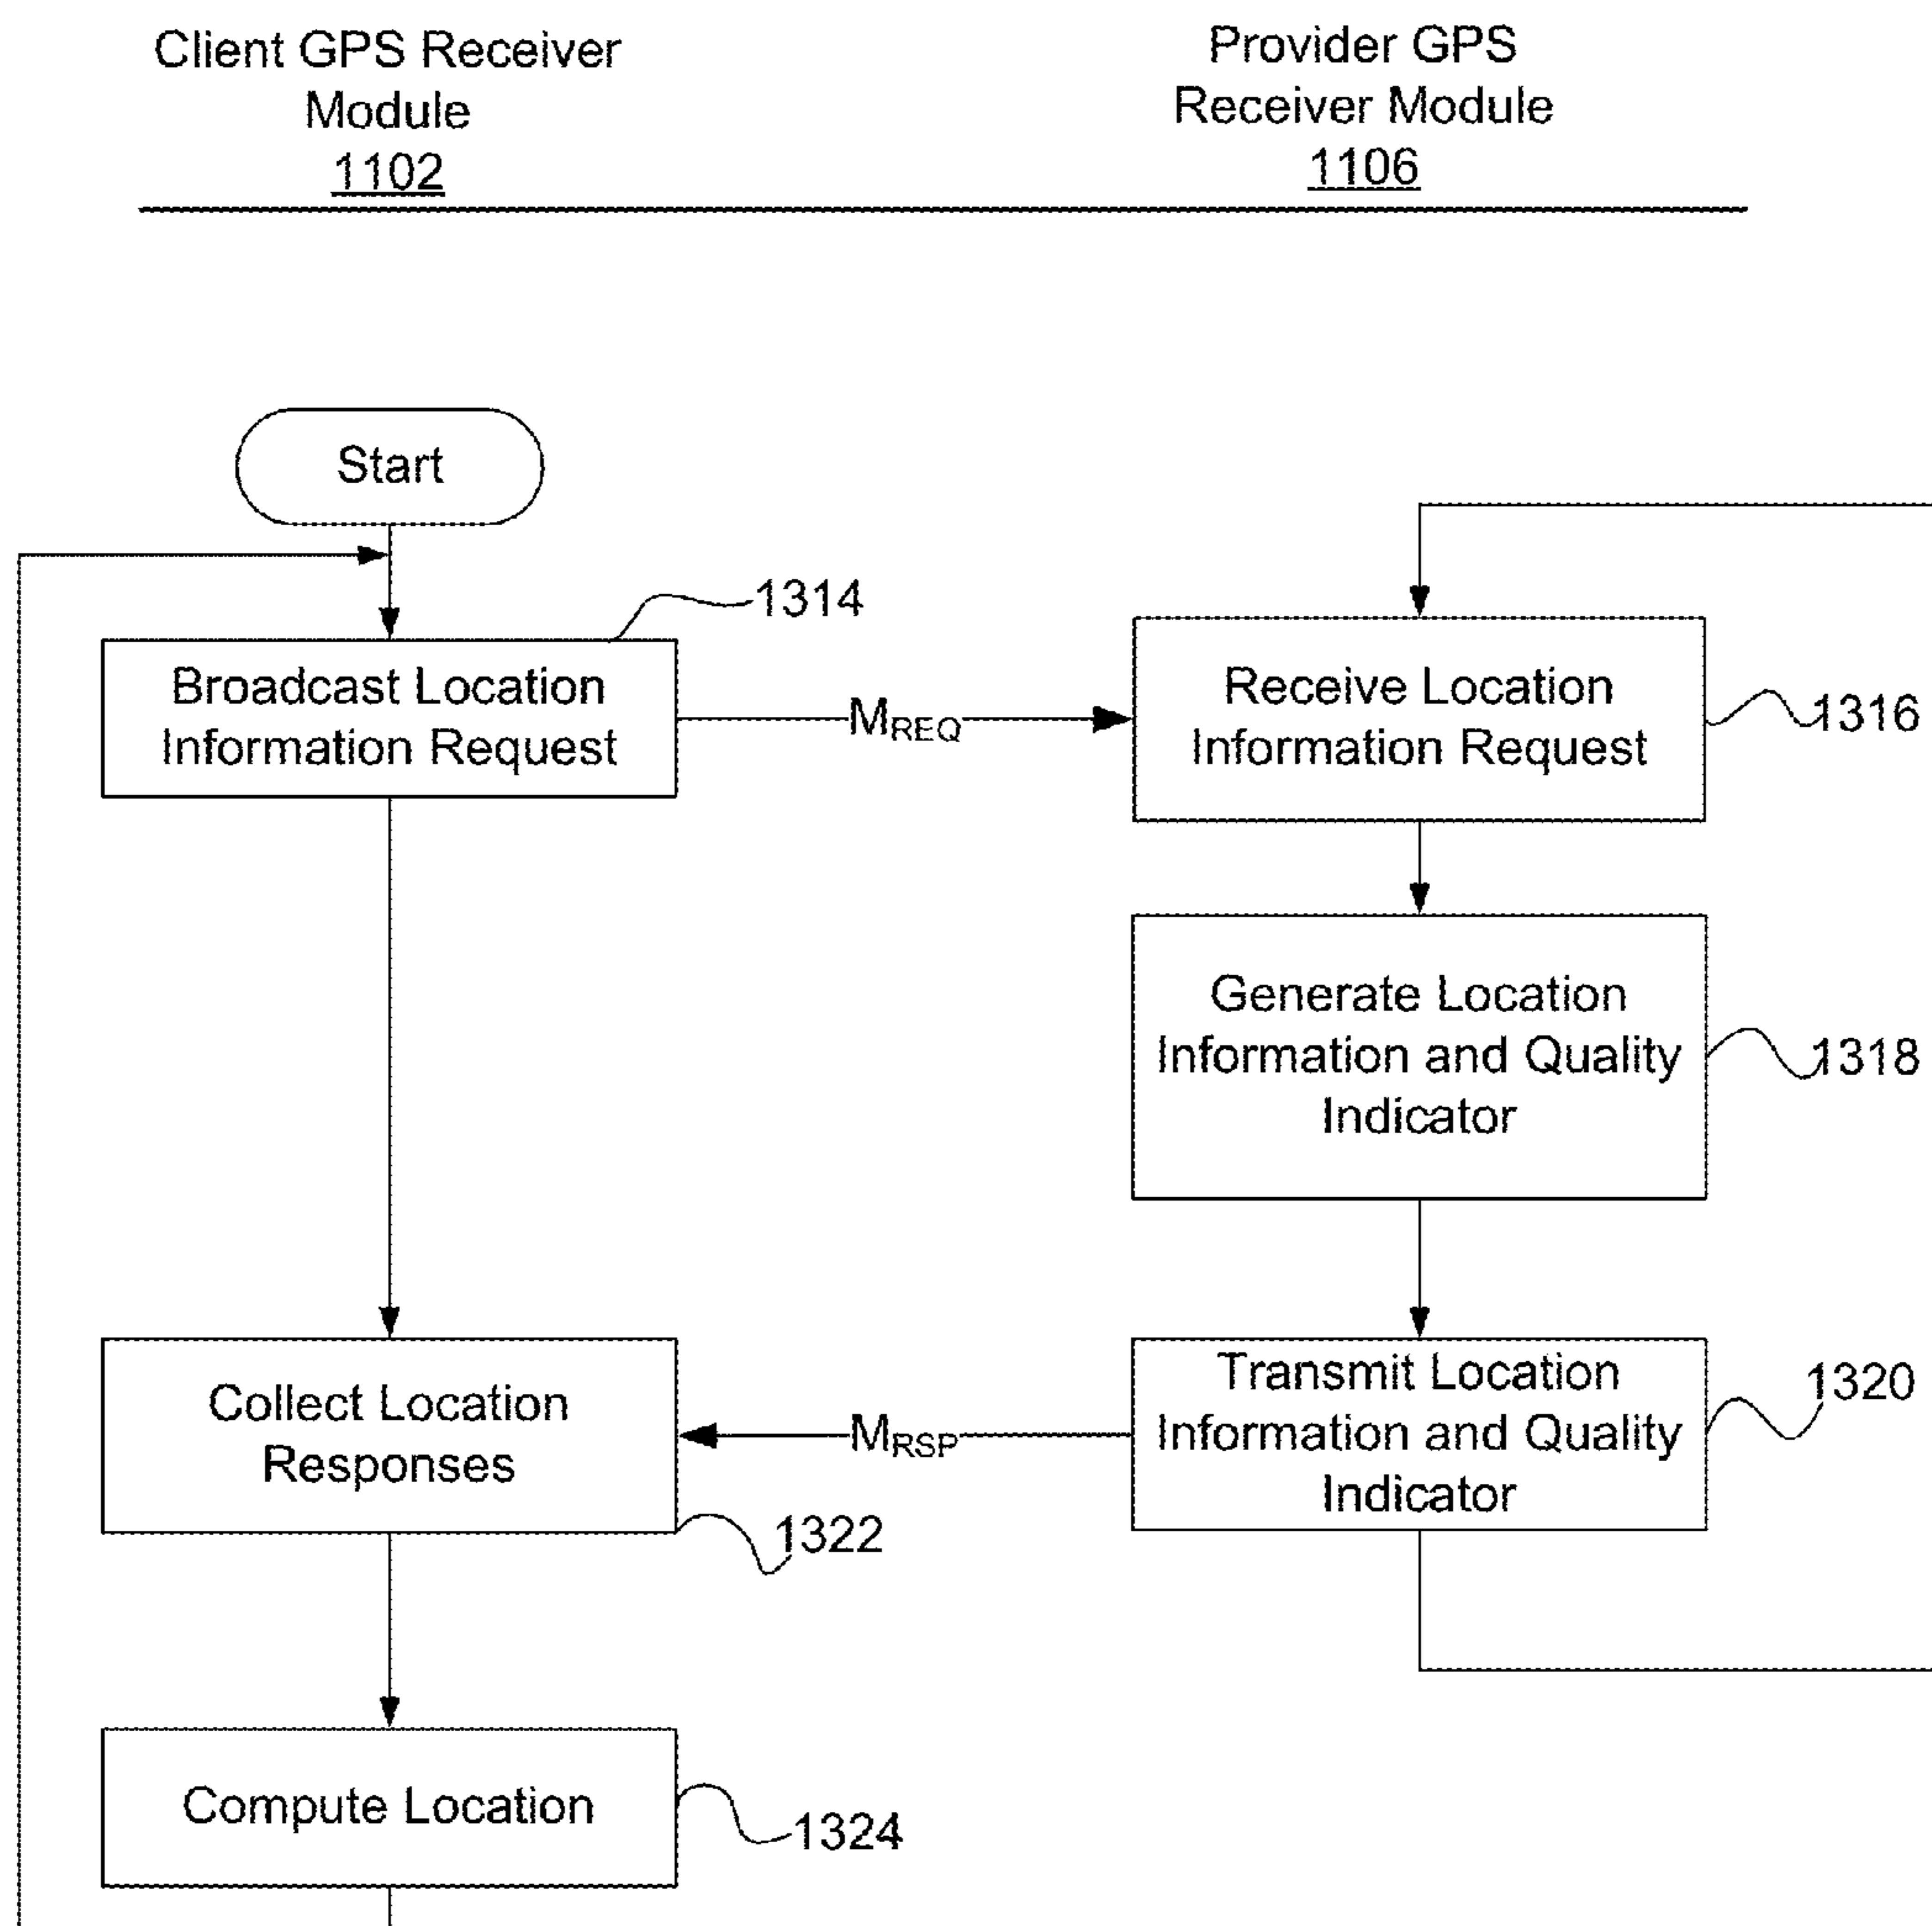 Client GPS Receiver
Module
1102
Provider GPS
Receiver Module
1106
Start
1314
Broadcast Location
Information Request
MREQ
Receive Location
Information Request
1316
Generate Location
Information and Quality
Indicator
1318
Collect Location
Responses
1322
MRSP
Transmit Location
Information and Quality
Indicator
1320
Compute Location
1324